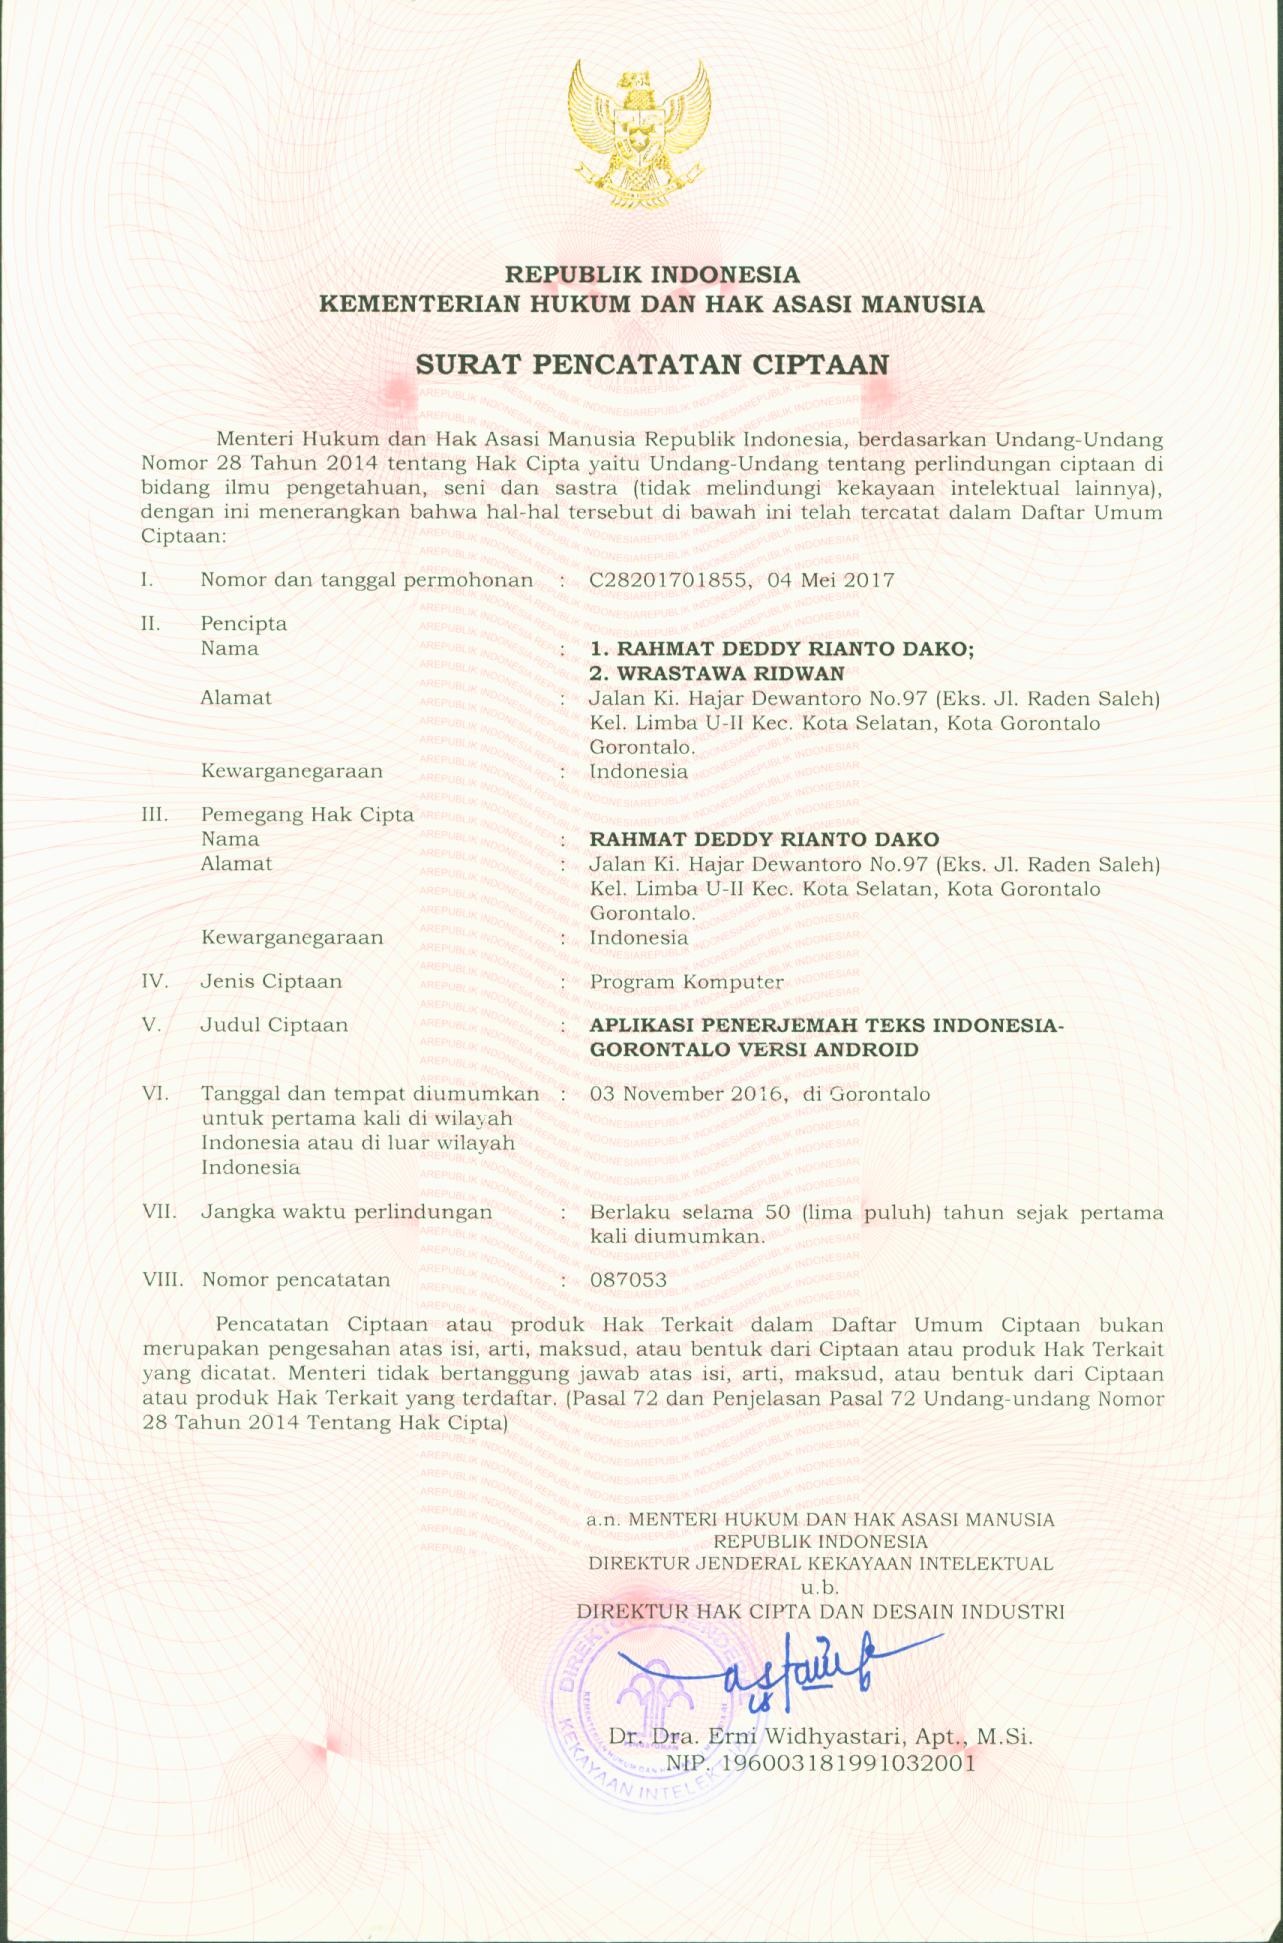 REPUBLIK INDONESIA
KEMENTERIAN HUKUM DAN HAK ASASI MANUSIA
SURAT PENCATATAN CIPTAAN
Menteri Hukum dan Hak Asasi Manusia Republik Indonesia, berdasarkan Undang-Undang
Nomor 28 Tahun 2014 tentang Hak Cipta yaitu Undang-Undang tentang perlindungan ciptaan di
bidang ilmu pengetahuan, seni dan sastra (tidak melindungi kekayaan intelektual lainnya),
dengan ini menerangkan bahwa hal-hal tersebut di bawah ini telah tercatat dalam Daftar Umum
Ciptaan:
I. Nomor dan tanggal permohonan : C28201701855, 04 Mei 2017
II. Pencipta
Nama : 1. RAHMAT DEDDY RIANTO DAKO;
2. WRASTAWA RIDWAN
Alamat : Jalan Ki. Hajar Dewantoro No.97 (Eks. Jl. Raden Saleh)
Kel. Limba U-II Kec. Kota Selatan, Kota Gorontalo
Gorontalo.
Kewarganegaraan : Indonesia
III. Pemegang Hak Cipta
Nama : RAHMAT DEDDY RIANTO DAKO
Alamat : Jalan Ki. Hajar Dewantoro No.97 (Eks. Jl. Raden Saleh)
Kel. Limba U-II Kec. Kota Selatan, Kota Gorontalo
Gorontalo.
Kewarganegaraan : Indonesia
IV. Jenis Ciptaan : Program Komputer
V. Judul Ciptaan : APLIKASI PENERJEMAH TEKS INDONESIA-
GORONTALO VERSI ANDROID
VI. Tanggal dan tempat diumumkan : 03 November 2016, di Gorontalo
untuk pertama kali di wilayah
Indonesia atau di luar wilayah
Indonesia
VII. Jangka waktu perlindungan : Berlaku selama 50 (lima puluh) tahun sejak pertama
kali diumumkan.
VIII. Nomor pencatatan : 087053
Pencatatan Ciptaan atau produk Hak Terkait dalam Daftar Umum Ciptaan bukan
merupakan pengesahan atas isi, arti, maksud, atau bentuk dari Ciptaan atau produk Hak Terkait
yang dicatat. Menteri tidak bertanggung jawab atas isi, arti, maksud, atau bentuk dari Ciptaan
atau produk Hak Terkait yang terdaftar. (Pasal 72 dan Penjelasan Pasal 72 Undang-undang Nomor
28 Tahun 2014 Tentang Hak Cipta)
a.n. MENTERI HUKUM DAN HAK ASASI MANUSIA
REPUBLIK INDONESIA
DIREKTUR JENDERAL KEKAYAAN INTELEKTUAL
u.b.
DIREKTUR HAK CIPTA DAN DESAIN INDUSTRI
Dr. Dra. Erni Widhyastari, Apt., M.Si.
NIP. 196003181991032001
KEKAYAAN INTELEKTUAL